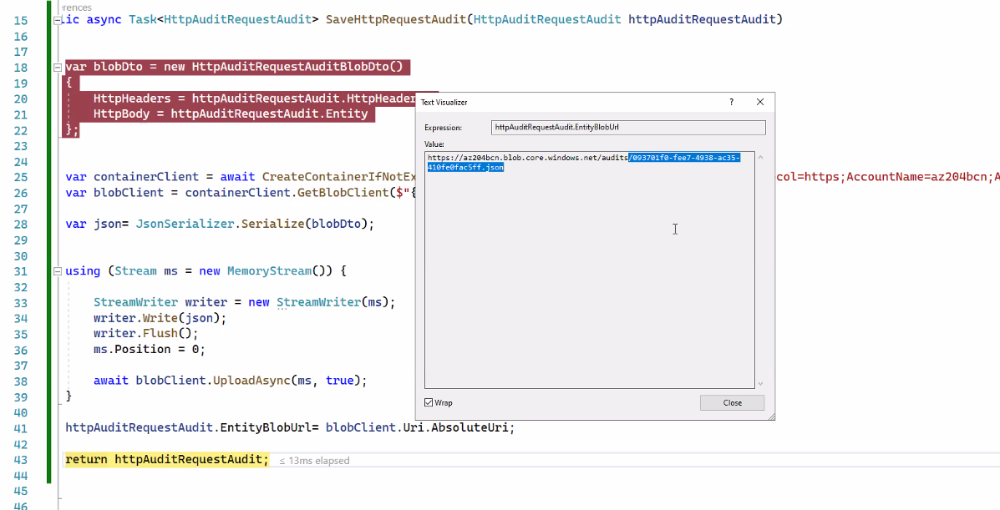 erences
15 lic async Task<HttpAuditRequestAudit> SaveHttpRequestAudit(HttpAuditRequestAudit httpAuditRequestAudit)
16
17
18 var blobDto = new HttpAuditRequestAuditBlobDto()
19 {
20 HttpHeaders = httpAuditRequestAudit.HttpHeader
21 HttpBody = httpAuditRequestAudit.Entity
22 };
23
24
25 var containerClient = await CreateContainerIfNotEx col=https;AccountName=az204bcn;A
26 var blobClient = containerClient.GetBlobClient($"{
27
28 var json= JsonSerializer.Serialize(blobDto);
29
30
31 using (Stream ms = new MemoryStream()) {
32
33 StreamWriter writer = new StreamWriter(ms);
34 writer.Write(json);
35 writer.Flush();
36 ms.Position = 0;
37
38 await blobClient.UploadAsync(ms, true);
39 }
40
41 httpAuditRequestAudit.EntityBlobUrl= blobClient.Uri.AbsoluteUri;
42
43 return httpAuditRequestAudit; ≤ 13ms elapsed
44
45
46
Text Visualizer ?
Expression: httpAuditRequestAudit.EntityBlobUrl
Value:
https://az204bcn.blob.core.windows.net/audits/093701f0-fee7-4938-ac35-
410fe0fac5ff.json
Wrap Close